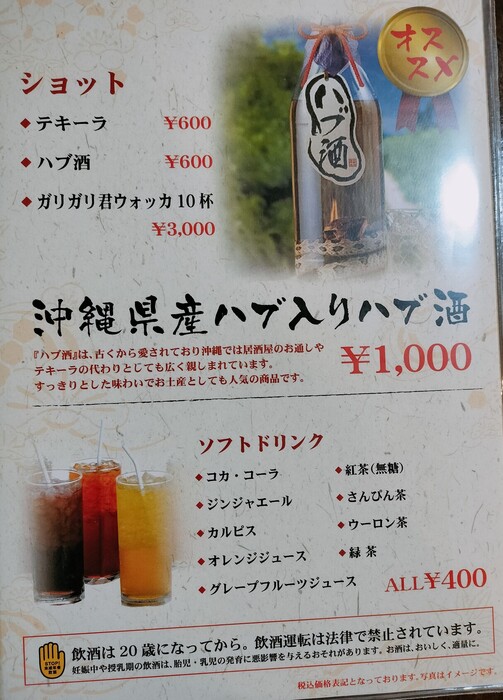 オス
スメ
ハブ酒
ショット
◆テキーラ ¥600
◆ハブ酒 ¥600
◆ガリガリ君ウォッカ10杯
¥3,000
沖縄県産ハブ入りハブ酒
『ハブ酒』は、古くから愛されており沖縄では居酒屋のお通しや
テキーラの代わりとしても広く親しまれています。
すっきりとした味わいでお土産としても人気の商品です。
¥1,000
ソフトドリンク
◆コカ・コーラ
◆ジンジャエール
◆カルピス
◆オレンジジュース
◆グレープフルーツジュース
◆紅茶(無糖)
◆さんぴん茶
◆ウーロン茶
◆緑 茶
ALL¥400
STOP!
飲酒は20歳になってから。飲酒運転は法律で禁止されています。
妊娠中や授乳期の飲酒は、胎児・乳児の発育に悪影響を与えるおそれがあります。お酒は、おいしく、適量に。
税込価格表記となっております。写真はイメージです